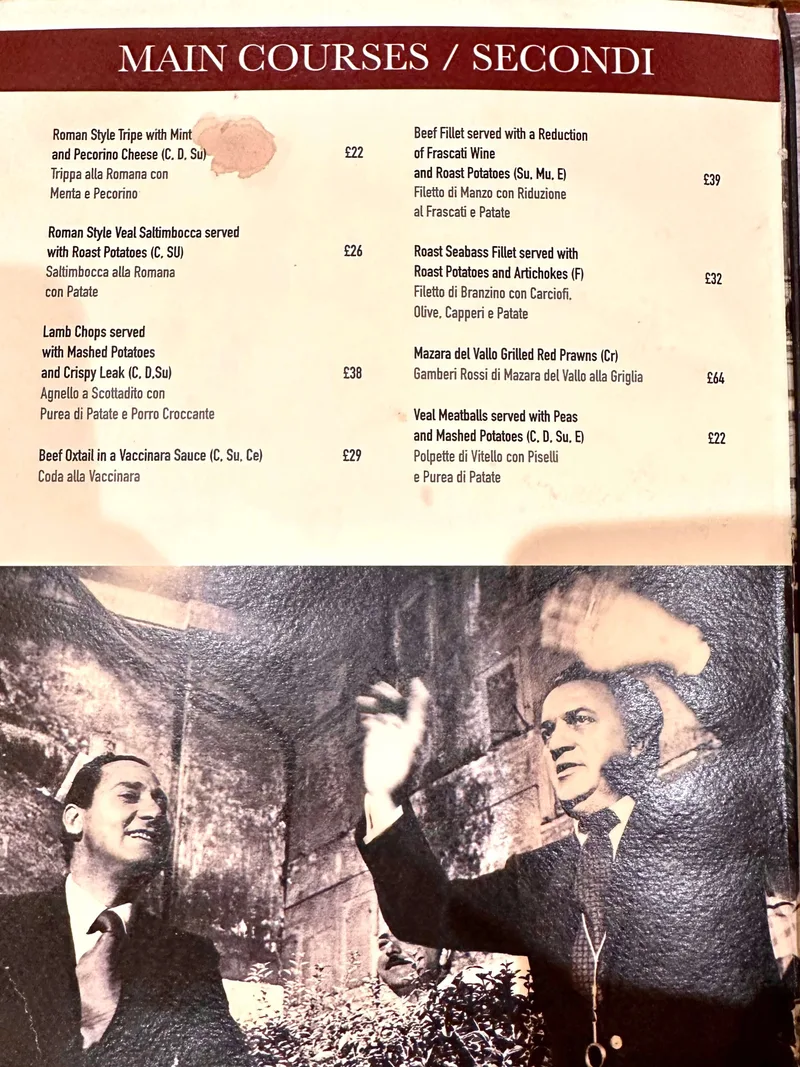 MAIN COURSES / SECONDI
Roman Style Tripe with Mint
and Pecorino Cheese (C, D, Su)
£22
Trippa alla Romana con
Menta e Pecorino
Roman Style Veal Saltimbocca served
with Roast Potatoes (C, SU)
£26
Saltimbocca alla Romana
con Patate
Lamb Chops served
with Mashed Potatoes
and Crispy Leak (C, D,Su)
£38
Agnello a Scottadito con
Purea di Patate e Porro Croccante
Beef Oxtail in a Vaccinara Sauce (C, Su, Ce)
£29
Coda alla Vaccinara
Beef Fillet served with a Reduction
of Frascati Wine
and Roast Potatoes (Su, Mu, E)
£39
Filetto di Manzo con Riduzione
al Frascati e Patate
Roast Seabass Fillet served with
Roast Potatoes and Artichokes (F)
£32
Filetto di Branzino con Carciofi,
Olive, Capperi e Patate
Mazara del Vallo Grilled Red Prawns (Cr)
Gamberi Rossi di Mazara del Vallo alla Griglia
£64
Veal Meatballs served with Peas
and Mashed Potatoes (C, D, Su, E)
£22
Polpette di Vitello con Piselli
e Purea di Patate